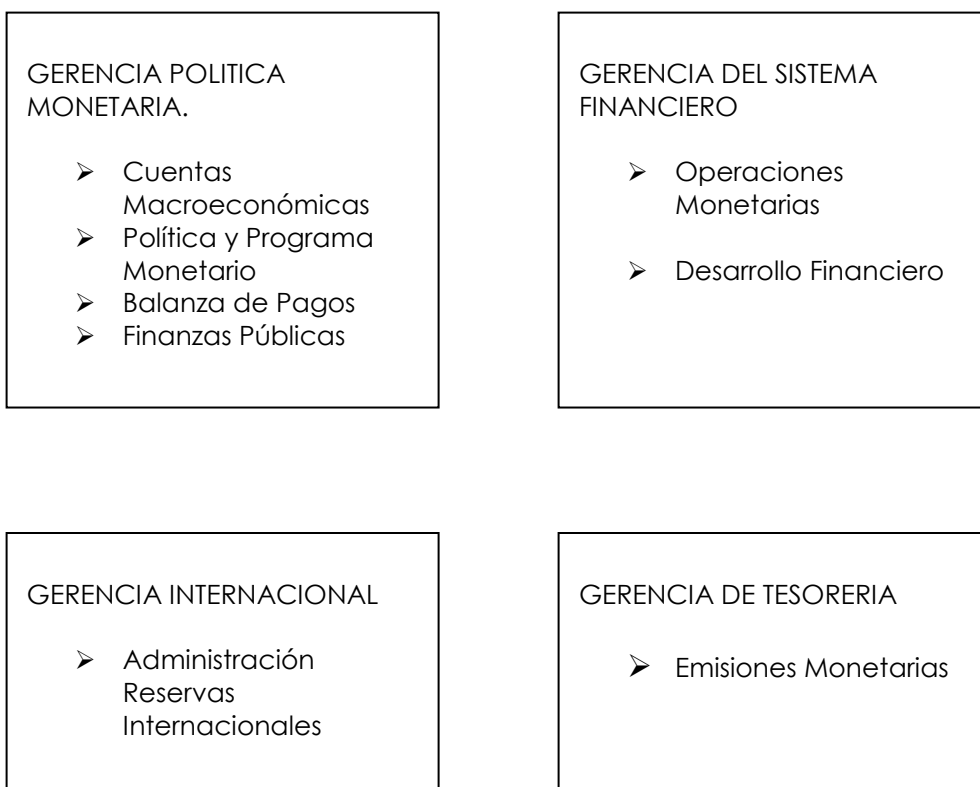 GERENCIA POLITICA
MONETARIA.
➢ Cuentas
Macroeconómicas
➢ Política y Programa
Monetario
➢ Balanza de Pagos
➢ Finanzas Públicas
GERENCIA DEL SISTEMA
FINANCIERO
➢ Operaciones
Monetarias
➢ Desarrollo Financiero
GERENCIA INTERNACIONAL
➢ Administración
Reservas
Internacionales
GERENCIA DE TESORERIA
➢ Emisiones Monetarias